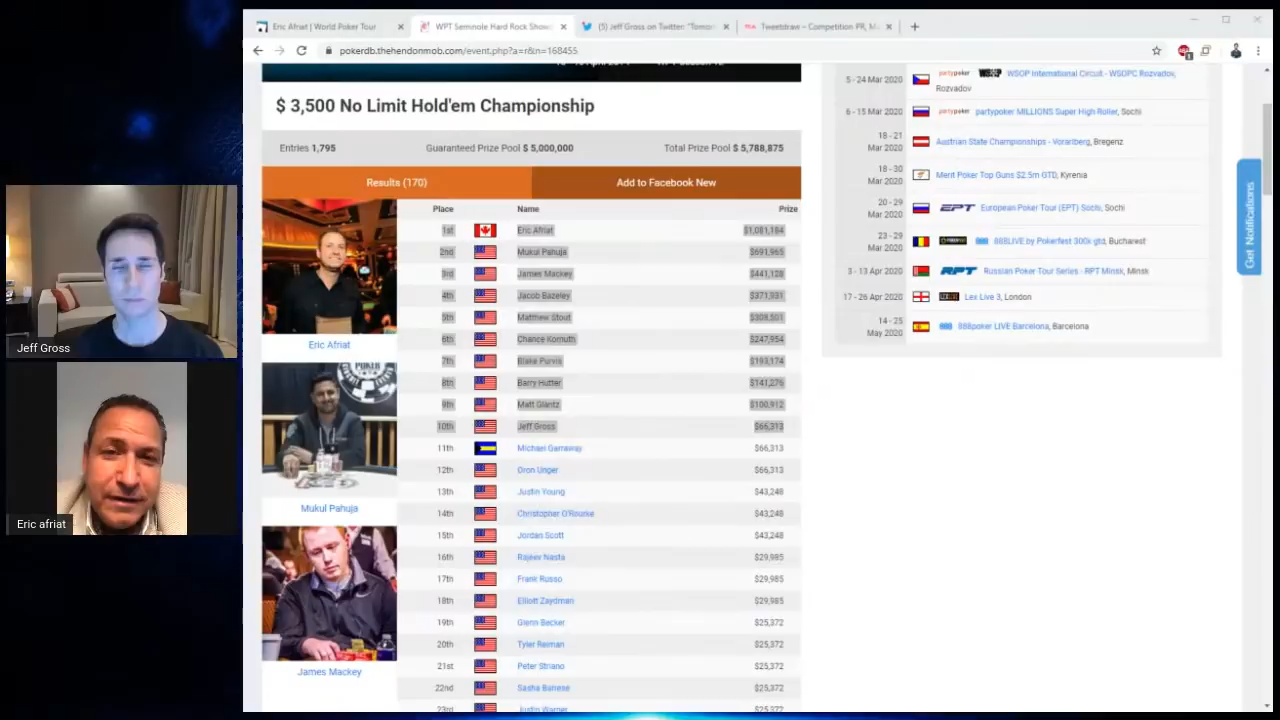 Eric Afriat | World Poker Tour
WPT Seminole Hard Rock Show
(5) Jeff Gross on Twitter: "Tomor
Tweetdraw – Competition PR, M
pokerdb.thehendonmob.com/event.php?a=r&n=168455
$ 3,500 No Limit Hold'em Championship
Entries 1,795 Guaranteed Prize Pool $ 5,000,000 Total Prize Pool $ 5,788,875
Results (170) Add to Facebook New
Place Name Prize
1st Eric Afriat $1,081,184
2nd Mukul Pahuja $691,965
3rd James Mackey $441,128
4th Jacob Bazeley $371,931
5th Matthew Stout $308,501
6th Chance Kornuth $247,954
7th Blake Purvis $193,174
8th Barry Hutter $141,276
9th Matt Glantz $100,912
10th Jeff Gross $66,313
11th Michael Garraway $66,313
12th Oron Unger $66,313
13th Justin Young $43,248
14th Christopher O'Rourke $43,248
15th Jordan Scott $43,248
16th Rajeev Nasta $29,985
17th Frank Russo $29,985
18th Elliott Zaydman $29,985
19th Glenn Becker $25,372
20th Tyler Reiman $25,372
21st Peter Striano $25,372
22nd Sasha Banese $25,372
23rd Justin Warner $25,372
Eric Afriat
Mukul Pahuja
James Mackey
5 - 24 Mar 2020 partypoker WSOP International Circuit - WSOPC Rozvadov,
Rozvadov
6 - 15 Mar 2020 partypoker partypoker MILLIONS Super High Roller, Sochi
18 - 21
Mar 2020 Austrian State Championships - Vorarlberg, Bregenz
18 - 30
Mar 2020 Merit Poker Top Guns $2.5m GTD, Kyrenia
20 - 29
Mar 2020 EPT European Poker Tour (EPT) Sochi, Sochi
23 - 29
Mar 2020 888LIVE by Pokerfest 300k gtd, Bucharest
3 - 13 Apr 2020 RPT Russian Poker Tour Series - RPT Minsk, Minsk
17 - 26 Apr 2020 Lex Live 3, London
14 - 25
May 2020 888poker LIVE Barcelona, Barcelona
Get Notifications
Jeff Gross
Eric afriat